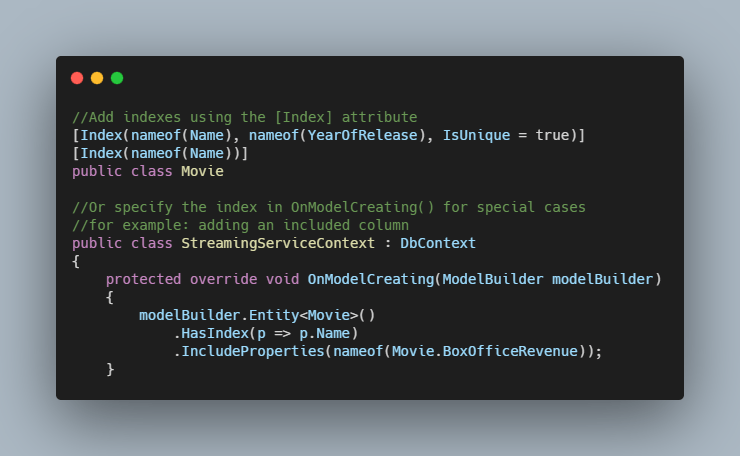 //Add indexes using the [Index] attribute
[Index(nameof(Name), nameof(YearOfRelease), IsUnique = true)]
[Index(nameof(Name))]
public class Movie
//Or specify the index in OnModelCreating() for special cases
//for example: adding an included column
public class StreamingServiceContext : DbContext
{
    protected override void OnModelCreating(ModelBuilder modelBuilder)
    {
        modelBuilder.Entity<Movie>()
            .HasIndex(p => p.Name)
            .IncludeProperties(nameof(Movie.BoxOfficeRevenue));
    }